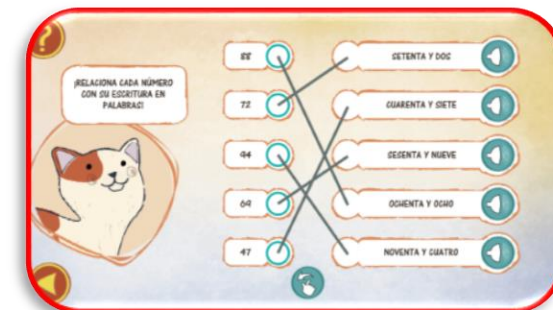 ?
¡RELACIONA CADA NÚMERO
CON SU ESCRITURA EN
PALABRAS!
88 SETENTA Y DOS
72 CUARENTA Y SIETE
94 SESENTA Y NUEVE
69 OCHENTA Y OCHO
47 NOVENTA Y CUATRO